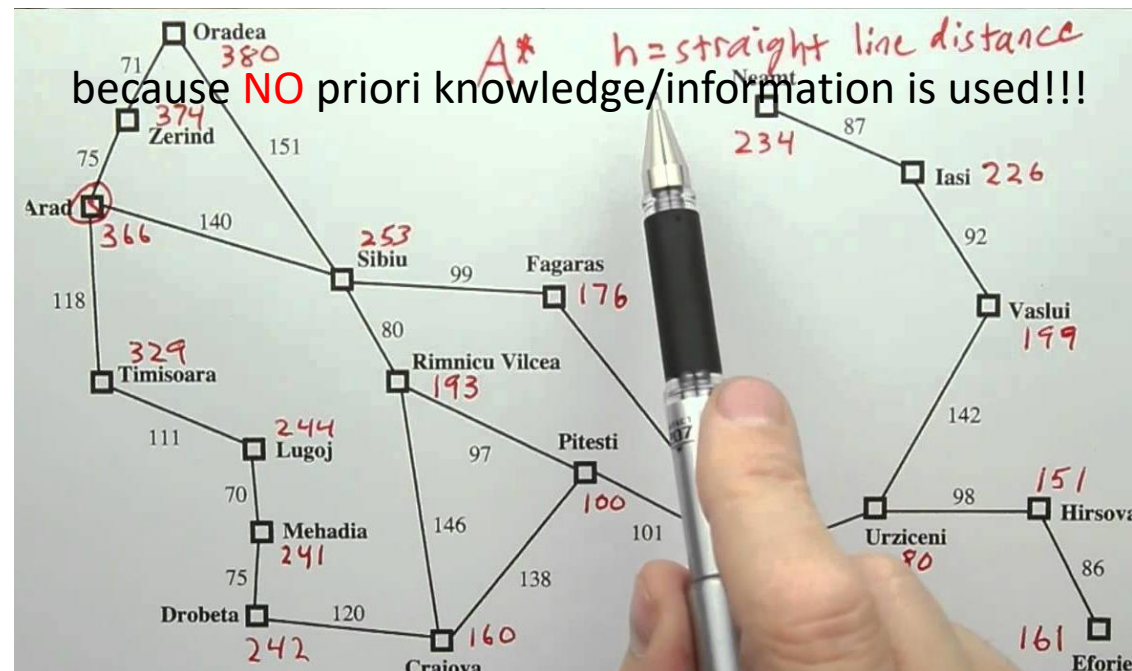 Oradea
380
A* h=straight line distance
71
because NO priori knowledge/information is used!!!
374
Zerind
234
87
75
151
Iasi 226
Arad
366
140
253
Sibiu
92
99
Fagaras
176
118
80
Vaslui
199
329
Timisoara
Rimnicu Vilcea
193
142
111
244
Lugoj
97
Pitesti
100
70
151
98
Hirsova
Mehadia
241
146
101
Urziceni
80
75
138
86
Drobeta
120
242
160
161